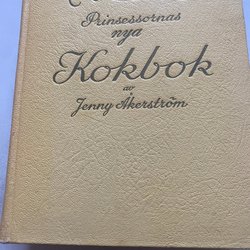 Prinsessornas
nya
Kokbok
av
Jenny Åkerström